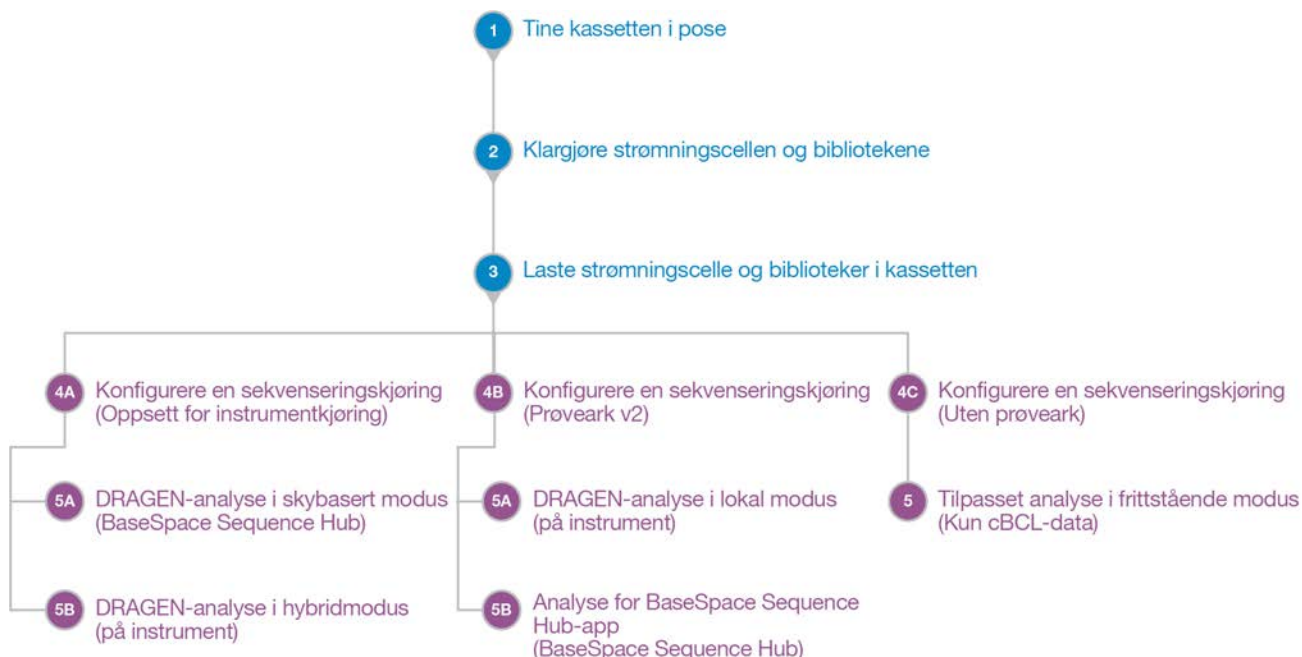 1 Tine kassetten i pose
2 Klargjøre strømningscellen og bibliotekene
3 Laste strømningscelle og biblioteker i kassetten
4A Konfigurere en sekvenseringskjøring
(Oppsett for instrumentkjøring)
5A DRAGEN-analyse i skybasert modus
(BaseSpace Sequence Hub)
5B DRAGEN-analyse i hybridmodus
(på instrument)
4B Konfigurere en sekvenseringskjøring
(Prøveark v2)
5A DRAGEN-analyse i lokal modus
(på instrument)
5B Analyse for BaseSpace Sequence
Hub-app
(BaseSpace Sequence Hub)
4C Konfigurere en sekvenseringskjøring
(Uten prøveark)
5 Tilpasset analyse i frittstående modus
(Kun cBCL-data)